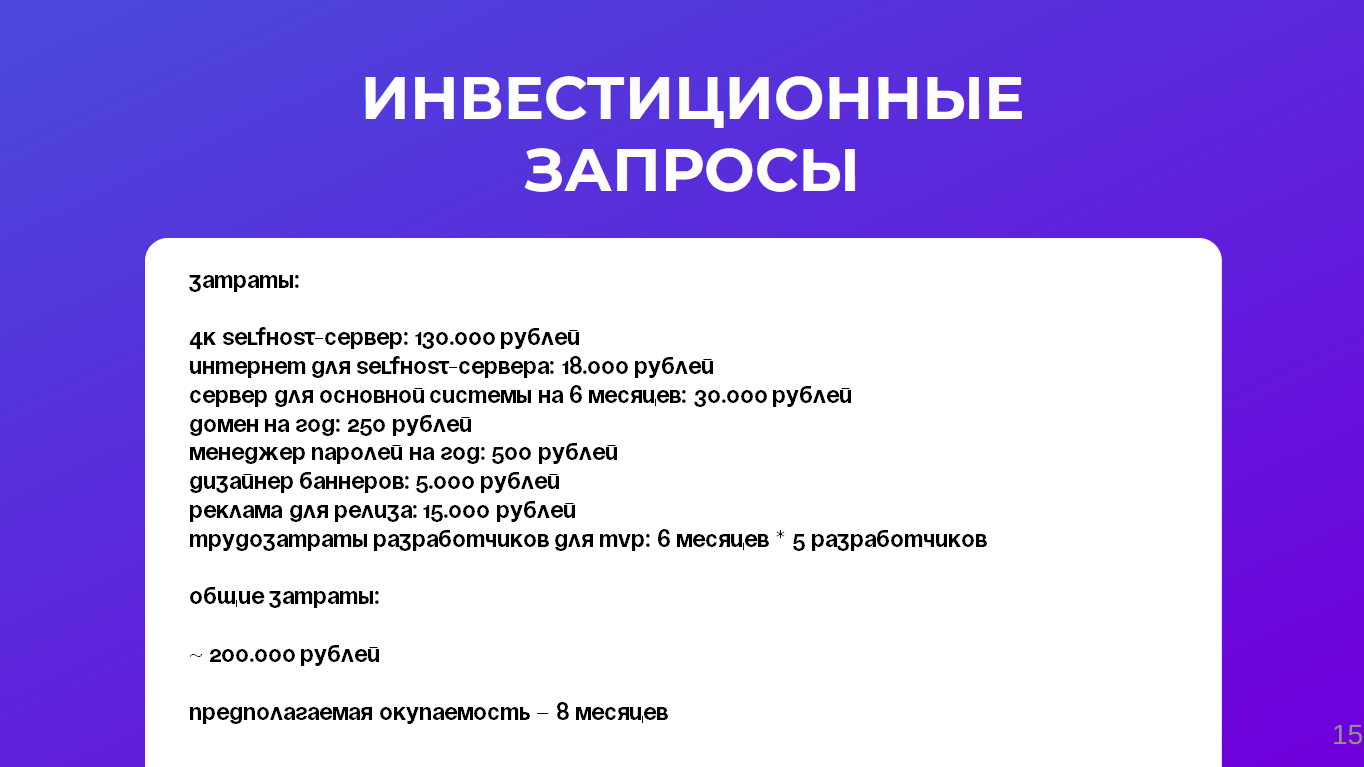 ИНВЕСТИЦИОННЫЕ
ЗАПРОСЫ
затраты:
4к selfhost-сервер: 130.000 рублей
интернет для selfhost-сервера: 18.000 рублей
сервер для основной системы на 6 месяцев: 30.000 рублей
домен на год: 250 рублей
менеджер паролей на год: 500 рублей
дизайнер баннеров: 5.000 рублей
реклама для релиза: 15.000 рублей
трудозатраты разработчиков для mvp: 6 месяцев * 5 разработчиков
общие затраты:
~ 200.000 рублей
предполагаемая окупаемость – 8 месяцев
15